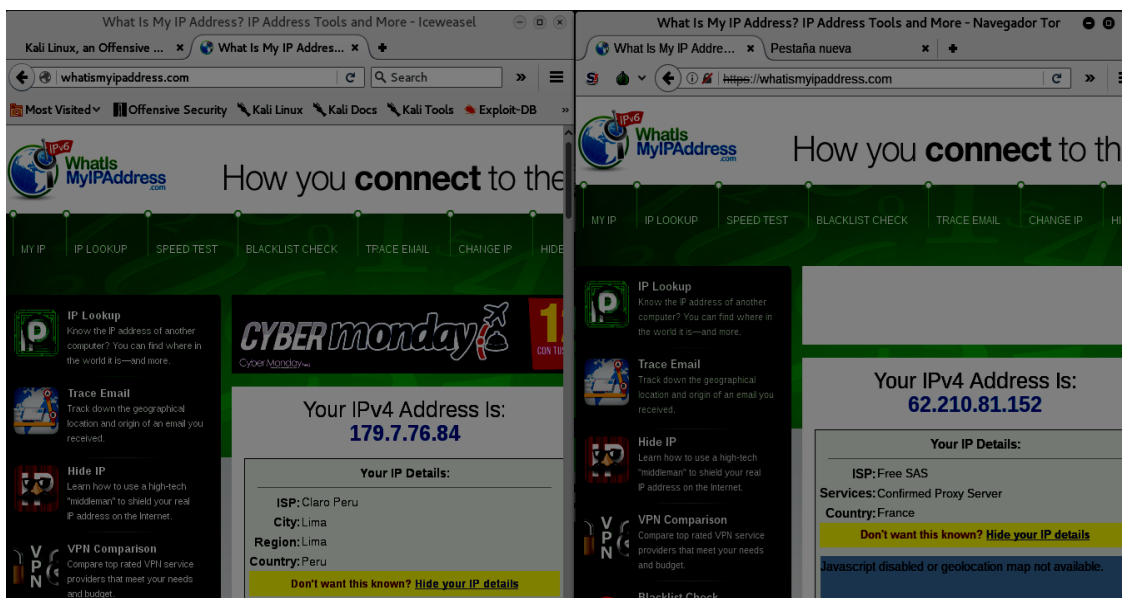 What Is My IP Address? IP Address Tools and More - Iceweasel
Kali Linux, an Offensive ...
What Is My IP Addres...
whatismyipaddress.com
Search
Most Visited
Offensive Security
Kali Linux
Kali Docs
Kali Tools
Exploit-DB
»
IPv6
WhatIs
MyIPAddress
.com
How you connect to the
MY IP
IP LOOKUP
SPEED TEST
BLACKLIST CHECK
TRACE EMAIL
CHANGE IP
HIDE
IP Lookup
Know the IP address of another
computer? You can find where in
the world it is—and more.
Trace Email
Track down the geographical
location and origin of an email you
received.
Hide IP
Learn how to use a high-tech
"middleman" to shield your real
IP address on the Internet.
VPN
VPN Comparison
Compare top rated VPN service
providers that meet your needs
and budget.
CYBER monday
CyberMonday
CON TUS
Your IPv4 Address Is:
179.7.76.84
Your IP Details:
ISP: Claro Peru
City: Lima
Region: Lima
Country: Peru
Don't want this known? Hide your IP details
What Is My IP Address? IP Address Tools and More - Navegador Tor
What Is My IP Addre...
Pestaña nueva
https://whatismyipaddress.com
»
IPv6
WhatIs
MyIPAddress
.com
How you connect to th
MY IP
IP LOOKUP
SPEED TEST
BLACKLIST CHECK
TRACE EMAIL
CHANGE IP
HI
IP Lookup
Know the IP address of another
computer? You can find where in
the world it is—and more.
Trace Email
Track down the geographical
location and origin of an email you
received.
Hide IP
Learn how to use a high-tech
"middleman" to shield your real
IP address on the Internet.
VPN
VPN Comparison
Compare top rated VPN service
providers that meet your needs
and budget.
Blacklist Check
Your IPv4 Address Is:
62.210.81.152
Your IP Details:
ISP: Free SAS
Services: Confirmed Proxy Server
Country: France
Don't want this known? Hide your IP details
Javascript disabled or geolocation map not available.